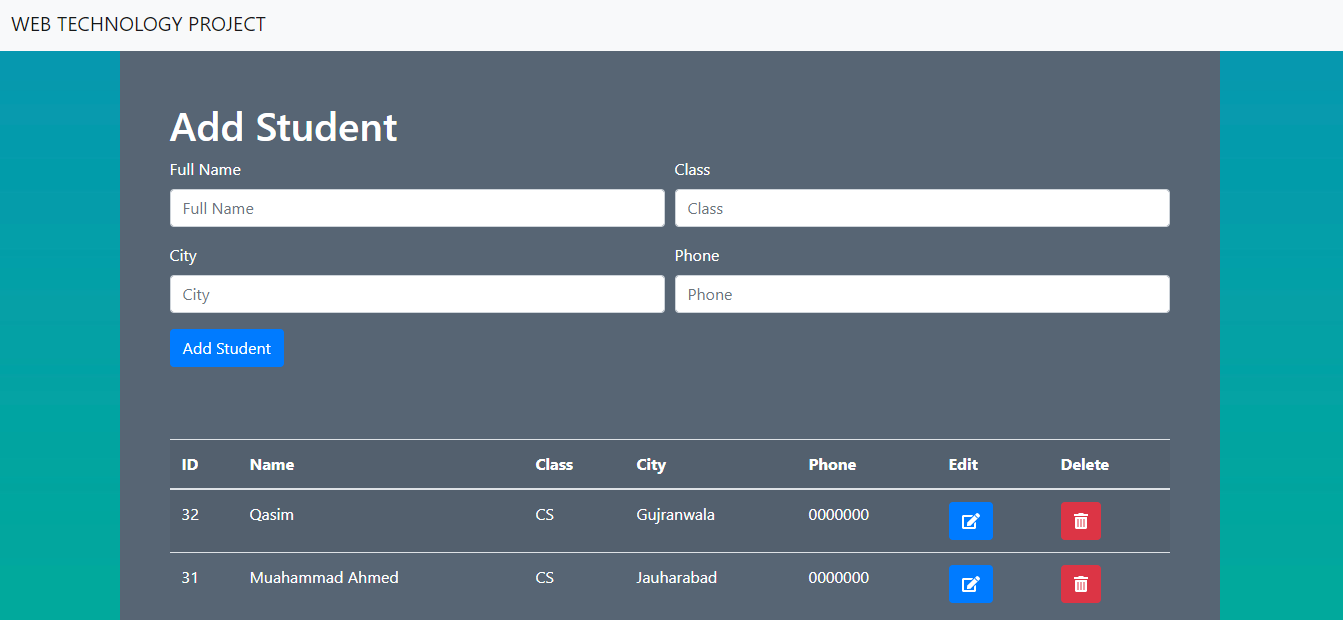 WEB TECHNOLOGY PROJECT
Add Student
Full Name Class
Full Name Class
City Phone
City Phone
Add Student
ID Name Class City Phone Edit Delete
32 Qasim CS Gujranwala 0000000
31 Muahammad Ahmed CS Jauharabad 0000000